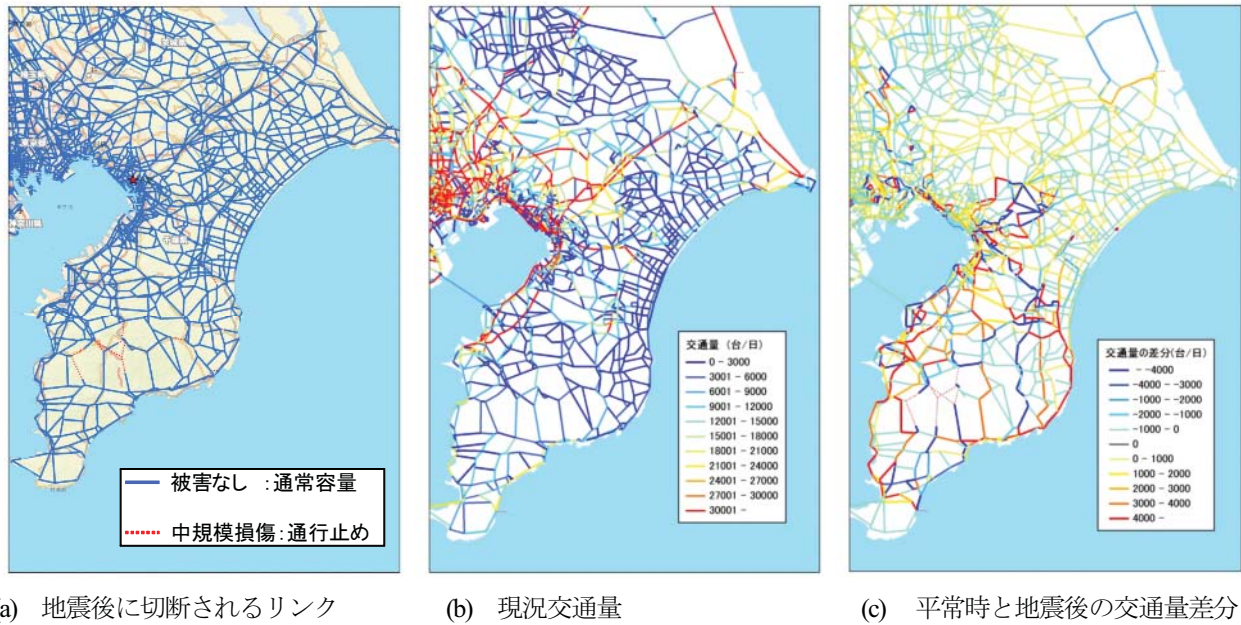 被害なし :通常容量
中規模損傷:通行止め
交通量 (台/日)
0 - 3000
3001 - 6000
6001 - 9000
9001 - 12000
12001 - 15000
15001 - 18000
18001 - 21000
21001 - 24000
24001 - 27000
27001 - 30000
30001 -
交通量の差分(台/日)
- -4000
-4000 - -3000
-1000 - -2000
-2000 - -1000
-1000 - 0
0
0 - 1000
1000 - 2000
2000 - 3000
3000 - 4000
4000 -
(a) 地震後に切断されるリンク
(b) 現況交通量
(c) 平常時と地震後の交通量差分